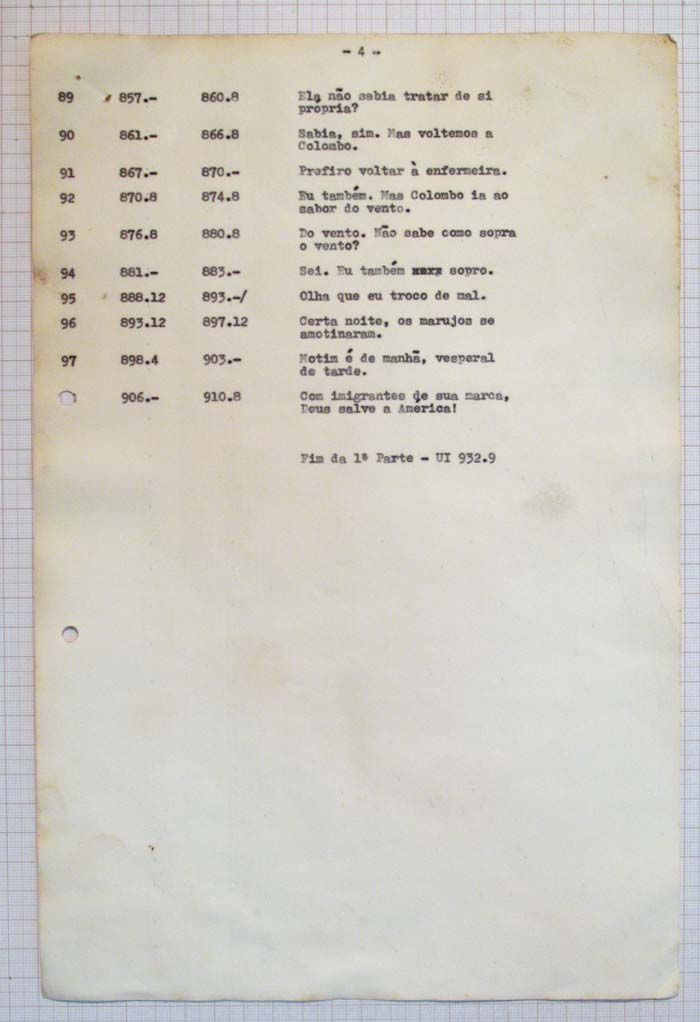 - 4 -
89 857.- 860.8 Ela não sabia tratar de si
propria?
90 861.- 866.8 Sabia, sim. Mas voltemos a
Colombo.
91 867.- 870.- Prefiro voltar à enfermeira.
92 870.8 874.8 Eu também. Mas Colombo ia ao
sabor do vento.
93 876.8 880.8 Do vento. Não sabe como sopra
o vento?
94 881.- 883.- Sei. Eu também xexx sopro.
95 888.12 893.-/ Olha que eu troco de mal.
96 893.12 897.12 Certa noite, os marujos se
amotinaram.
97 898.4 903.- Motim é de manhã, vesperal
de tarde.
906.- 910.8 Com imigrantes de sua marca,
Deus salve a America!
Fim da 1ª Parte - UI 932.9